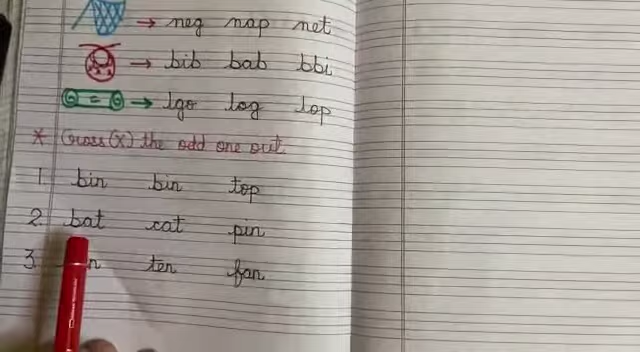 → neg nap net
→ bib bab bbi
→ lgo log lop
* Cross(x) the odd one out.
1. bin bin top
2. bat cat pin
3. ten fan